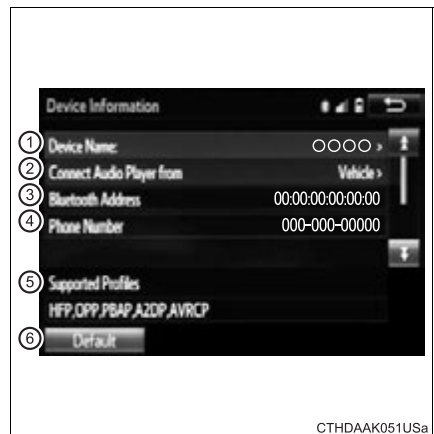 Device Information
1 Device Name: ○○○○ >
2 Connect Audio Player from Vehicle >
3 Bluetooth Address 00:00:00:00:00:00
4 Phone Number 000-000-00000
5 Supported Profiles
HFP,OPP,PBAP,A2DP,AVRCP
6 Default
CTHDAAK051USa